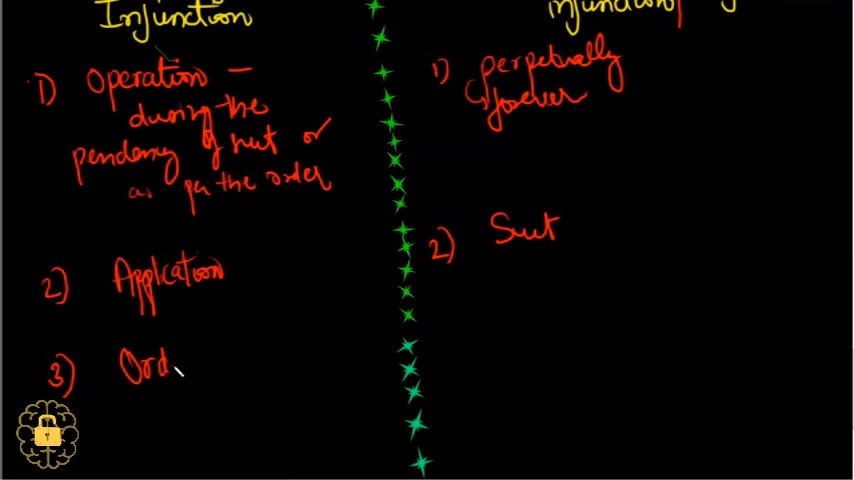 Injunction
1) Operation -
during the
pendency of suit or
as per the order
2) Application
3) Ord
injunction
1) perpetually
forever
2) Suit